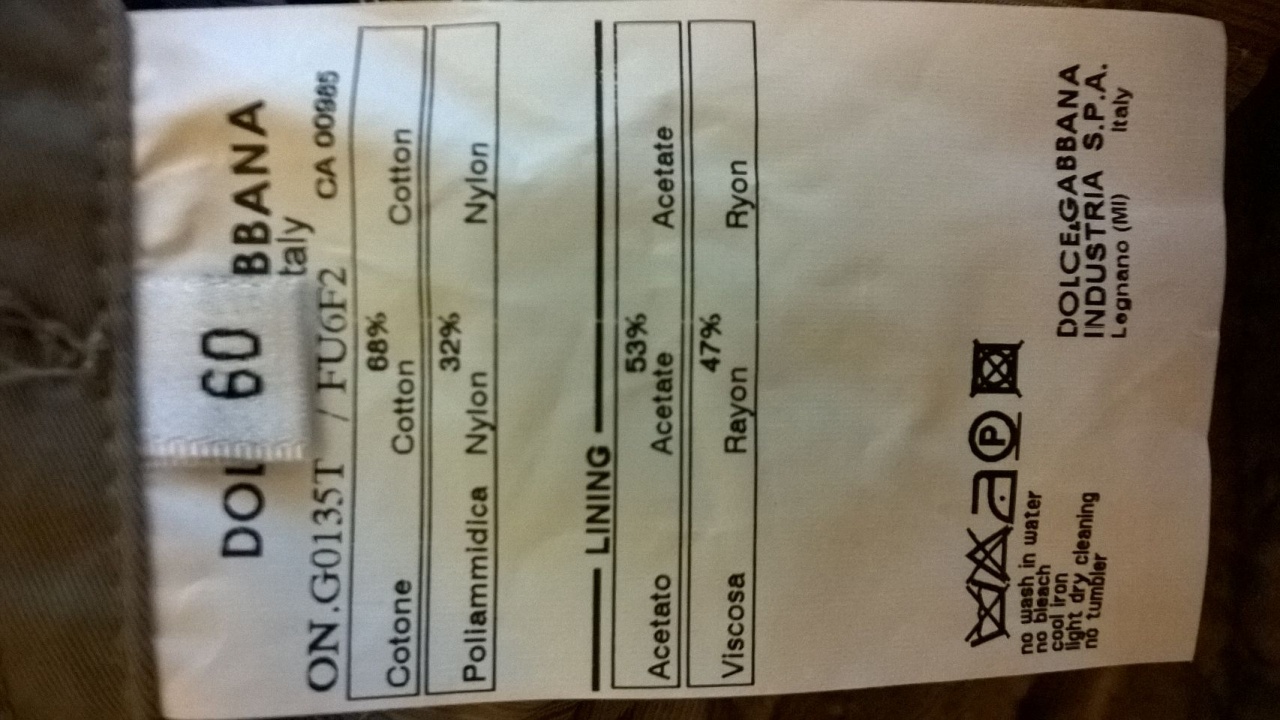 60
DOL BBANA
taly
ON.G0135T / FU6F2 CA 00985
68%
Cotone Cotton Cotton
32%
Poliammidica Nylon Nylon
LINING
53%
Acetato Acetate Acetate
47%
Viscosa Rayon Ryon
P
no wash in water
no bleach
cool iron
light dry cleaning
no tumbler
DOLCE&GABBANA
INDUSTRIA S.P.A.
Legnano (MI) Italy